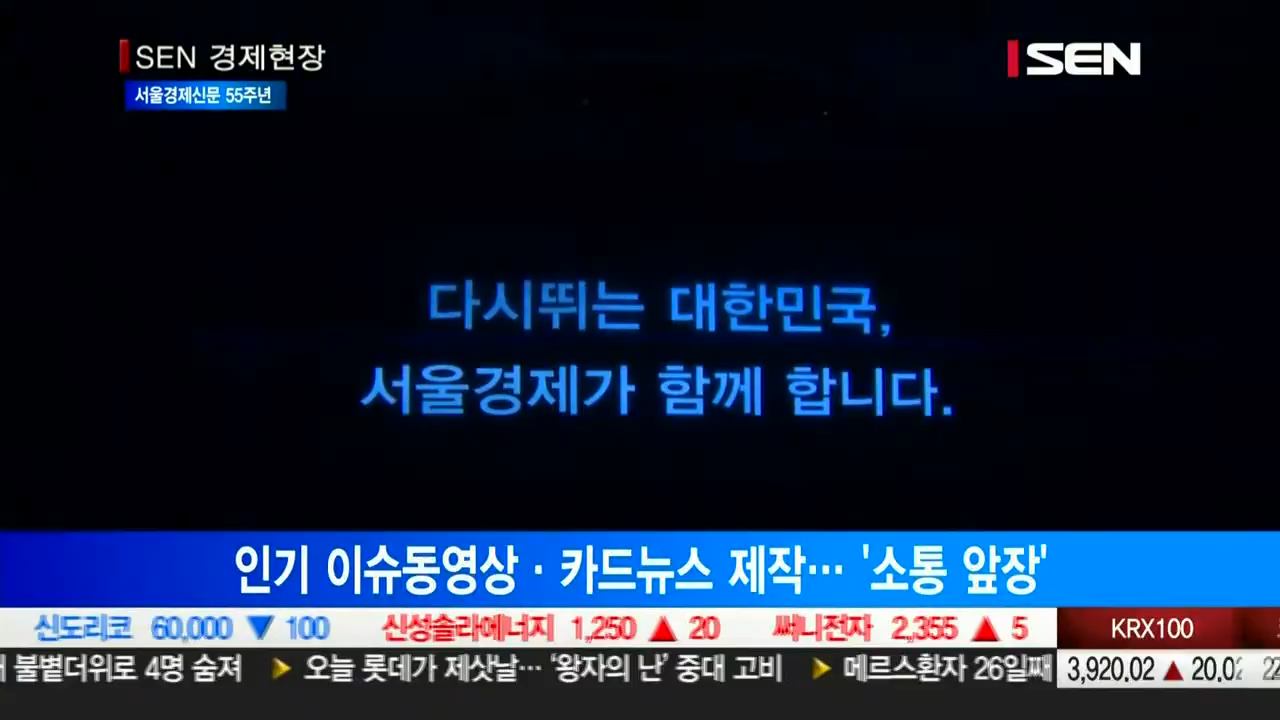 SEN 경제현장
SEN
서울경제신문 55주년
다시뛰는 대한민국,
서울경제가 함께 합니다.
인기 이슈동영상·카드뉴스 제작… '소통 앞장'
신도리코 60,000 ▼ 100 신성솔라에너지 1,250 ▲ 20 써니전자 2,355 ▲ 5
KRX100
불볕더위로 4명 숨져 ▶ 오늘 롯데가 제삿날… '왕자의 난' 중대 고비 ▶ 메르스환자 26일째
3,920.02 ▲ 20.02